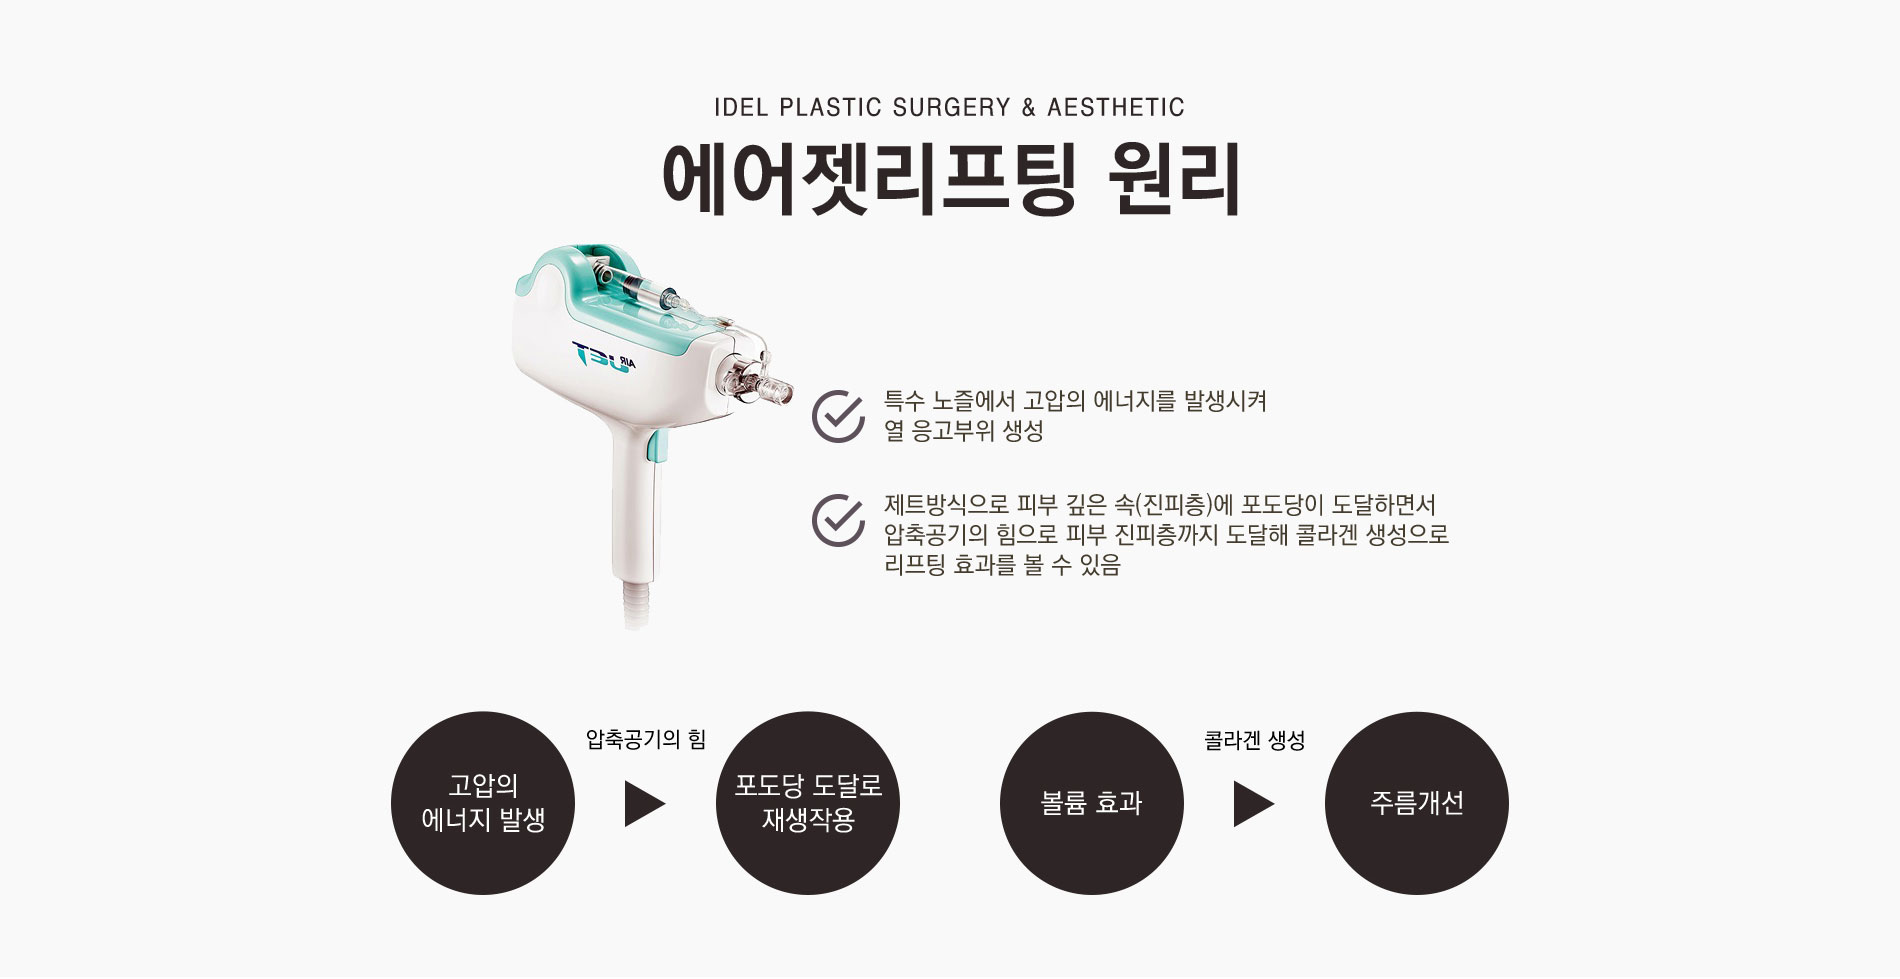 IDEL PLASTIC SURGERY & AESTHETIC
에어젯리프팅 원리
AIR JET
특수 노즐에서 고압의 에너지를 발생시켜
열 응고부위 생성
제트방식으로 피부 깊은 속(진피층)에 포도당이 도달하면서
압축공기의 힘으로 피부 진피층까지 도달해 콜라겐 생성으로
리프팅 효과를 볼 수 있음
고압의
에너지 발생
압축공기의 힘
포도당 도달로
재생작용
볼륨 효과
콜라겐 생성
주름개선